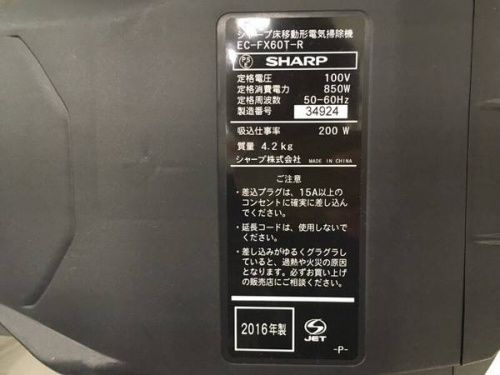 シャープ床移動形電気掃除機
EC-FX60T-R
PS E SHARP
定格電圧 100V
定格消費電力 850W
定格周波数 50-60Hz
製造番号 34924
吸込仕事率 200 W
質量 4.2kg
シャープ株式会社 MADE IN CHINA
ご注意
・差込プラグは、15A以上の
コンセントに確実に差し込ん
でください。
・延長コードは、使用しないで
ください。
・差し込みがゆるくグラグラし
ていると、過熱や火災の原因
となります。必ずお買い上げ
の販売店にご相談ください。
2016年製
JET
-P-